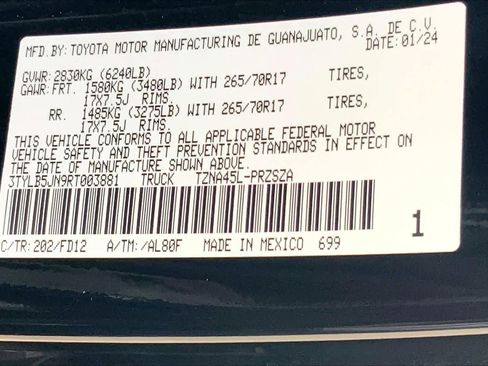 MFD.BY:TOYOTA MOTOR MANUFACTURING DE GUANAJUATO, S.A. DE C.V.
DATE:01/24
GVWR:2830KG (6240LB)
GAWR:FRT. 1580KG (3480LB) WITH 265/70R17 TIRES,
17X7.5J RIMS.
RR. 1485KG (3275LB) WITH 265/70R17 TIRES,
17X7.5J RIMS.
THIS VEHICLE CONFORMS TO ALL APPLICABLE FEDERAL MOTOR
VEHICLE SAFETY AND THEFT PREVENTION STANDARDS IN EFFECT ON
THE DATE OF MANUFACTURE SHOWN ABOVE.
3TYLB5JN9RT003881 TRUCK TZNA45L-PRZSZA
1
C/TR:202/FD12 A/TM:/AL80F MADE IN MEXICO 699